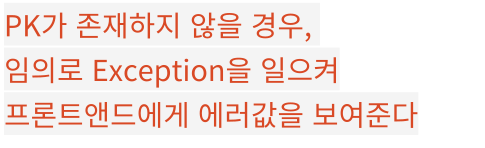 PK가 존재하지 않을 경우,
임의로 Exception을 일으켜
프론트앤드에게 에러값을 보여준다